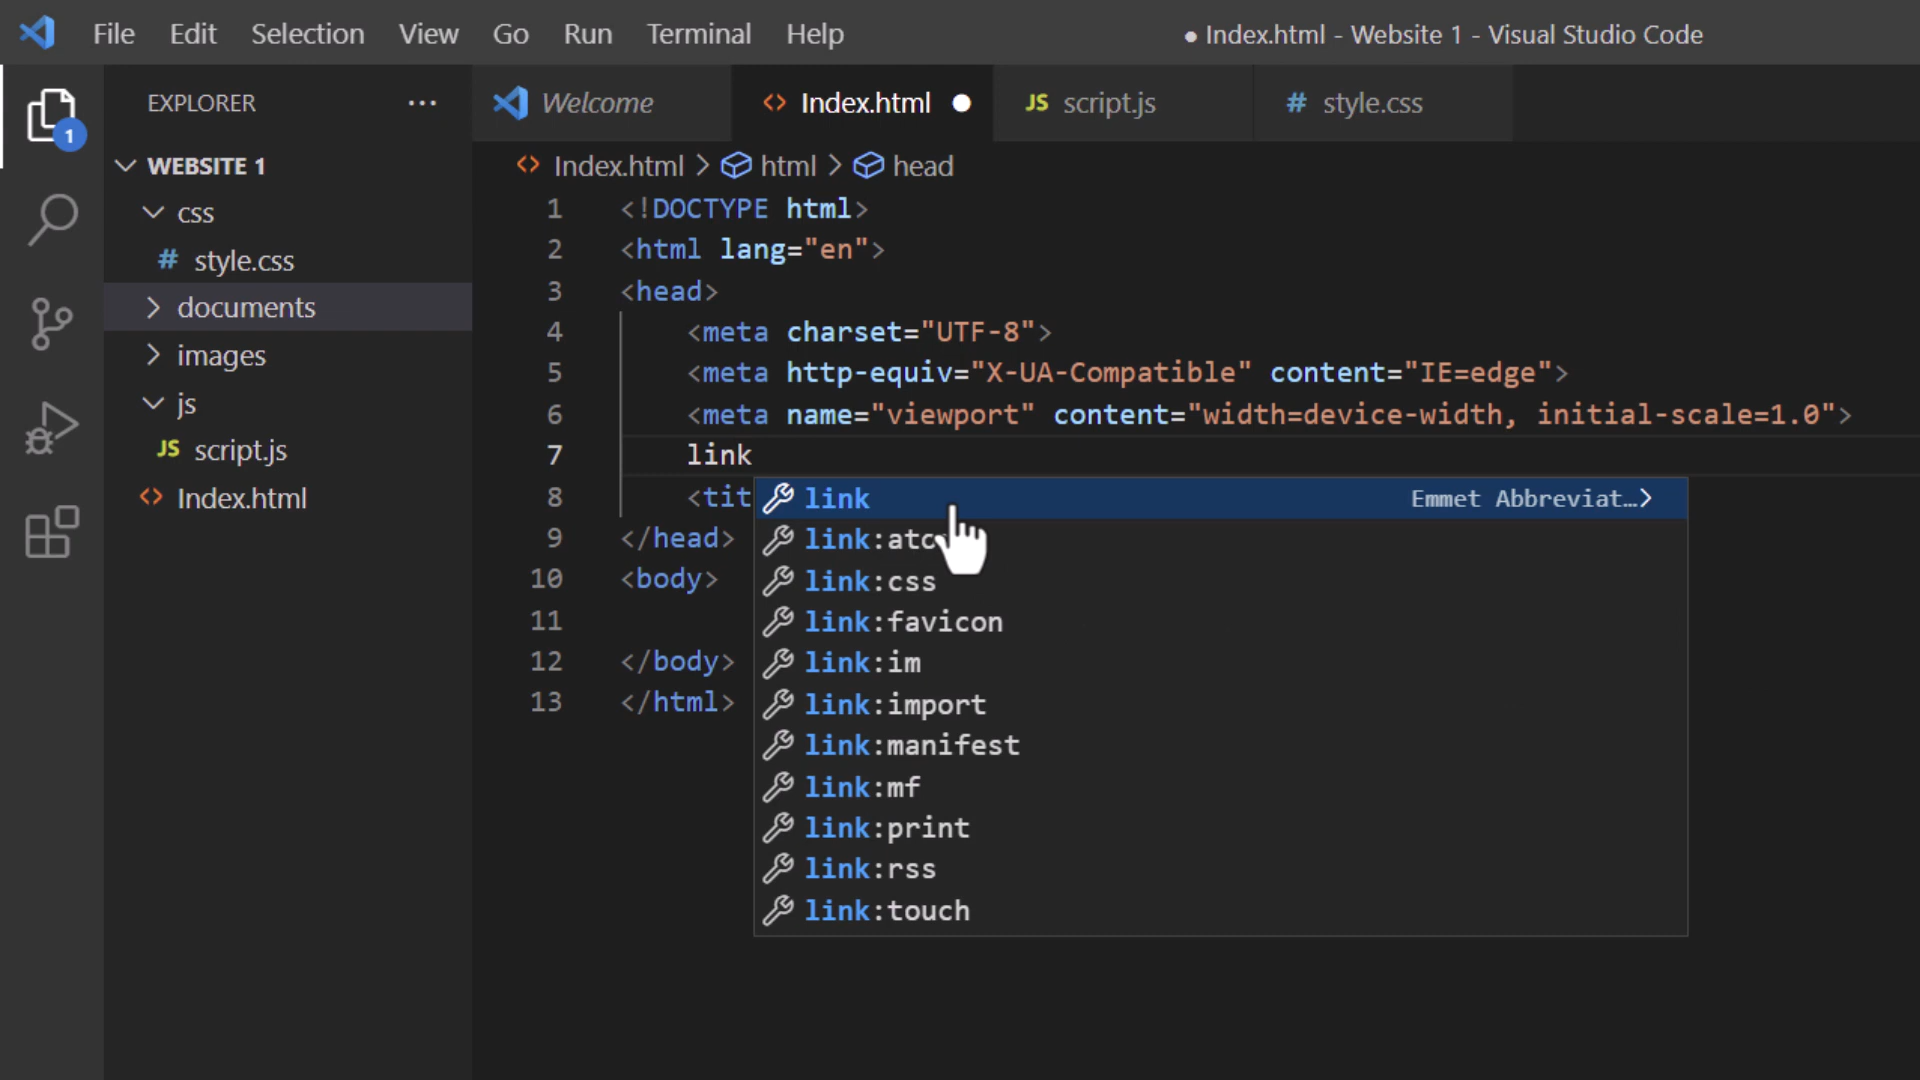 File Edit Selection View Go Run Terminal Help
● Index.html - Website 1 - Visual Studio Code
EXPLORER ···
1
WEBSITE 1
css
# style.css
documents
images
js
JS script.js
<> Index.html
Welcome
<> Index.html ●
JS script.js
# style.css
<> Index.html > html > head
1 <!DOCTYPE html>
2 <html lang="en">
3 <head>
4 <meta charset="UTF-8">
5 <meta http-equiv="X-UA-Compatible" content="IE=edge">
6 <meta name="viewport" content="width=device-width, initial-scale=1.0">
7 link
8 <tit
9 </head>
10 <body>
11
12 </body>
13 </html>
link Emmet Abbreviat…>
link:css
link:favicon
link:im
link:import
link:manifest
link:mf
link:print
link:rss
link:touch